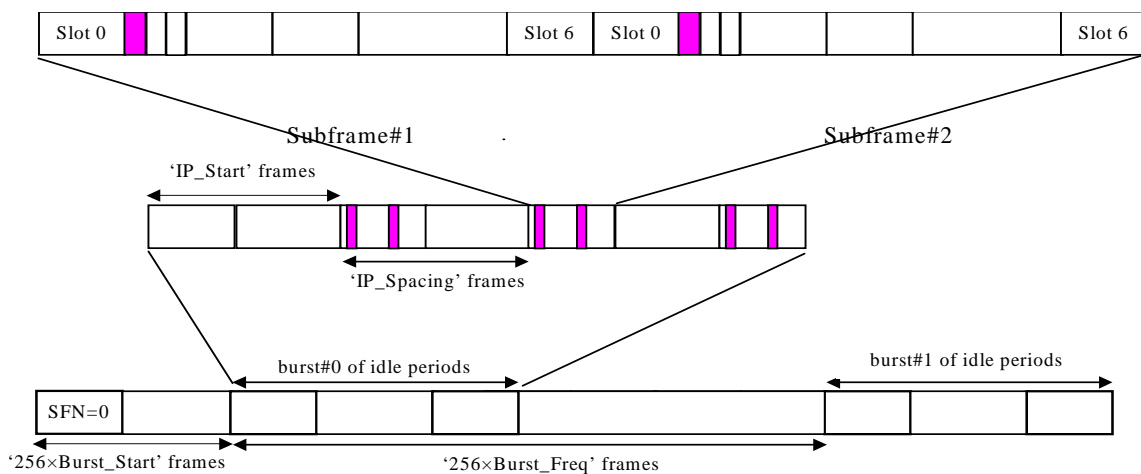 Slot 0 Slot 6 Slot 0 Slot 6
Subframe#1 Subframe#2
‘IP_Start’ frames
‘IP_Spacing’ frames
burst#0 of idle periods burst#1 of idle periods
SFN=0
‘256×Burst_Start’ frames ‘256×Burst_Freq’ frames